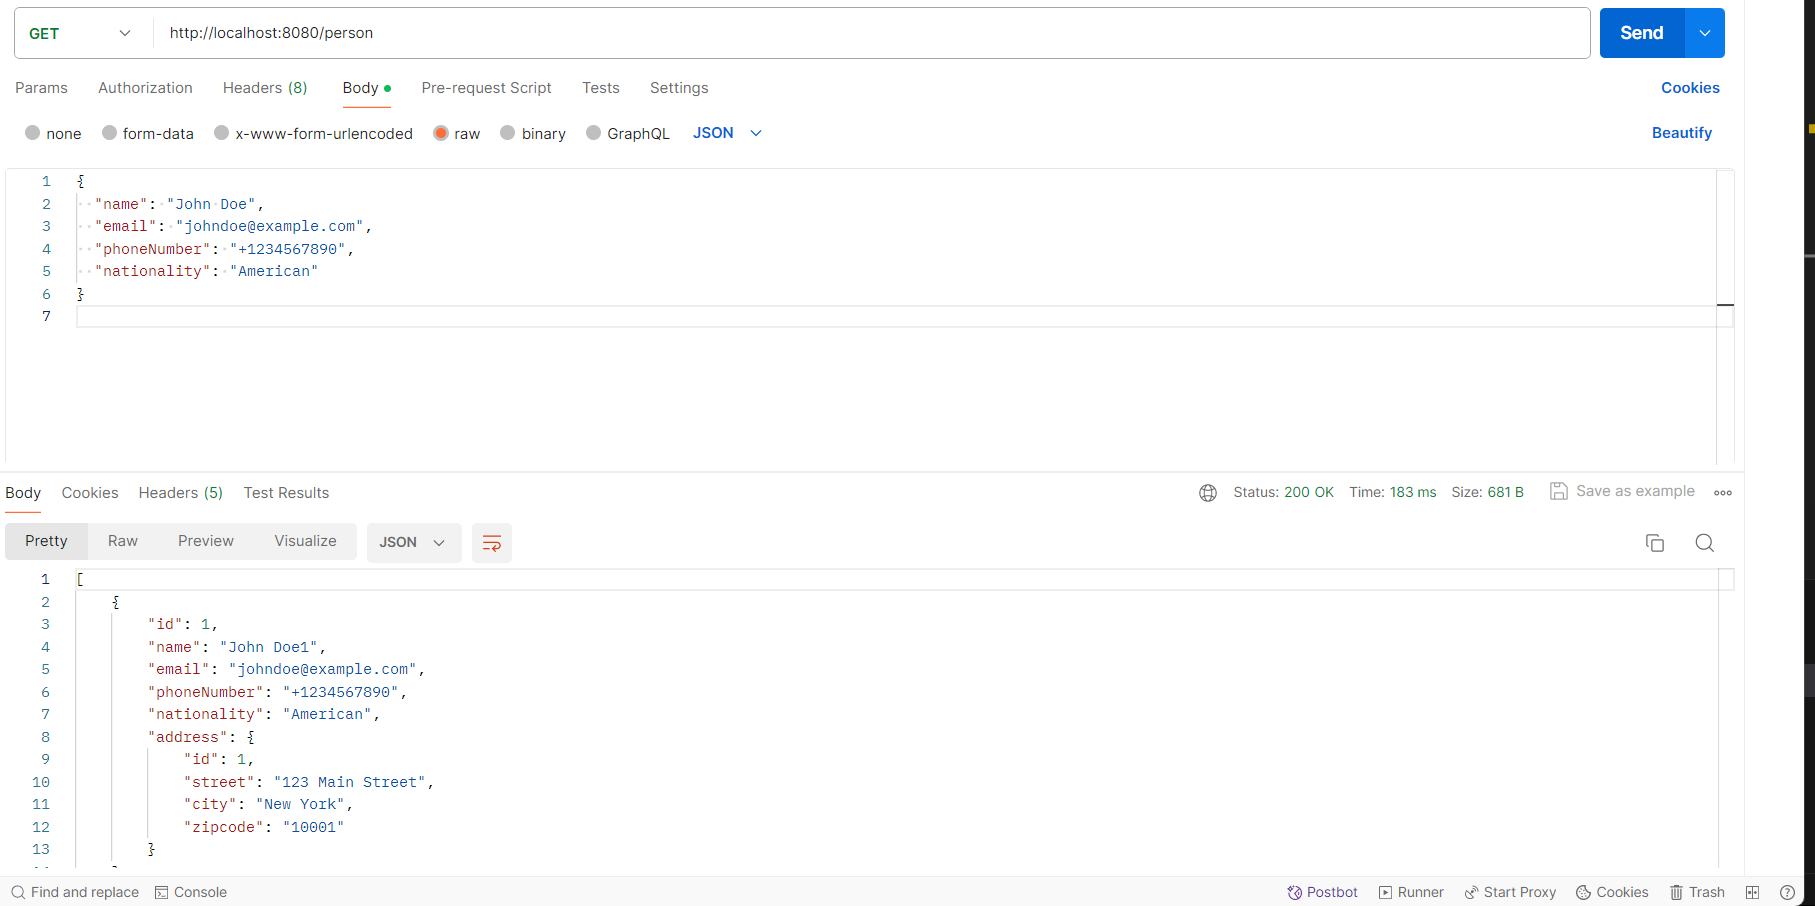 GET http://localhost:8080/person Send
Params Authorization Headers (8) Body Pre-request Script Tests Settings Cookies
none form-data x-www-form-urlencoded raw binary GraphQL JSON Beautify
1 {
2 "name": "John Doe",
3 "email": "johndoe@example.com",
4 "phoneNumber": "+1234567890",
5 "nationality": "American"
6 }
7
Body Cookies Headers (5) Test Results Status: 200 OK Time: 183 ms Size: 681 B Save as example
Pretty Raw Preview Visualize JSON
1 [
2 {
3 "id": 1,
4 "name": "John Doe1",
5 "email": "johndoe@example.com",
6 "phoneNumber": "+1234567890",
7 "nationality": "American",
8 "address": {
9 "id": 1,
10 "street": "123 Main Street",
11 "city": "New York",
12 "zipcode": "10001"
13 }
Find and replace Console Postbot Runner Start Proxy Cookies Trash